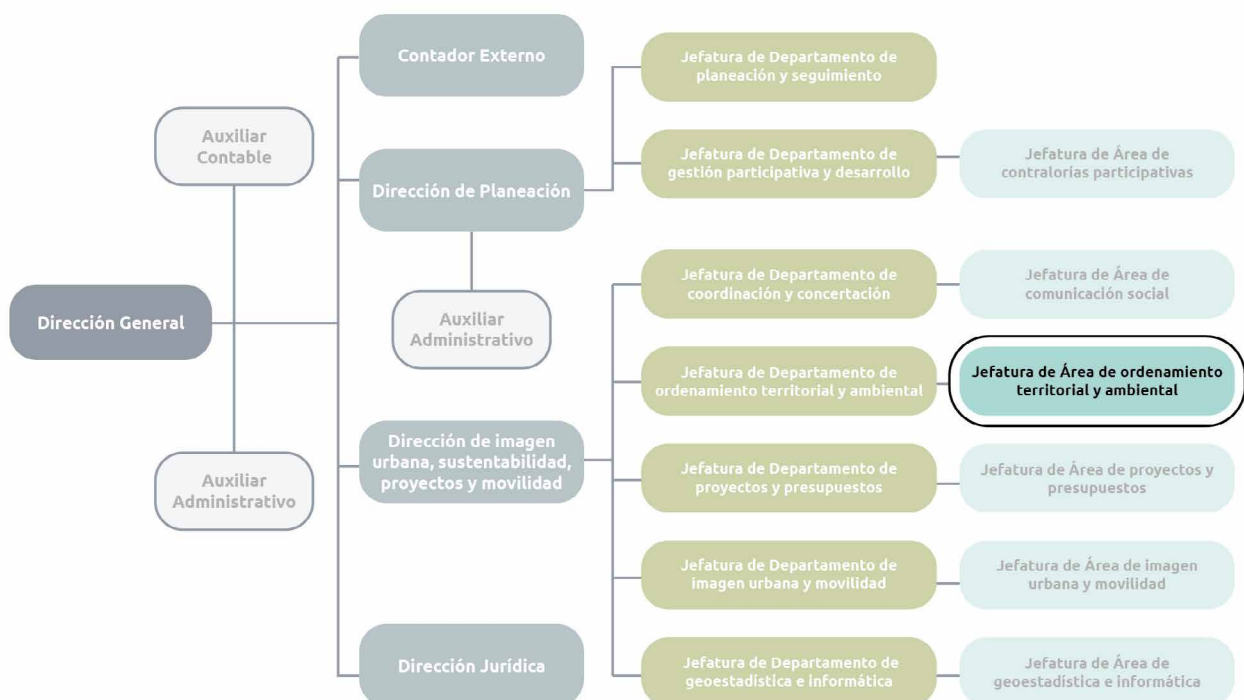 Dirección General
Auxiliar
Contable
Auxiliar
Administrativo
Contador Externo
Dirección de Planeación
Auxiliar
Administrativo
Dirección de imagen
urbana, sustentabilidad,
proyectos y movilidad
Dirección Jurídica
Jefatura de Departamento de
planeación y seguimiento
Jefatura de Departamento de
gestión participativa y desarrollo
Jefatura de Área de
contralorías participativas
Jefatura de Departamento de
coordinación y concertación
Jefatura de Área de
comunicación social
Jefatura de Departamento de
ordenamiento territorial y ambiental
Jefatura de Área de ordenamiento
territorial y ambiental
Jefatura de Departamento de
proyectos y presupuestos
Jefatura de Área de proyectos y
presupuestos
Jefatura de Departamento de
imagen urbana y movilidad
Jefatura de Área de imagen
urbana y movilidad
Jefatura de Departamento de
geoestadística e informática
Jefatura de Área de
geoestadística e informática